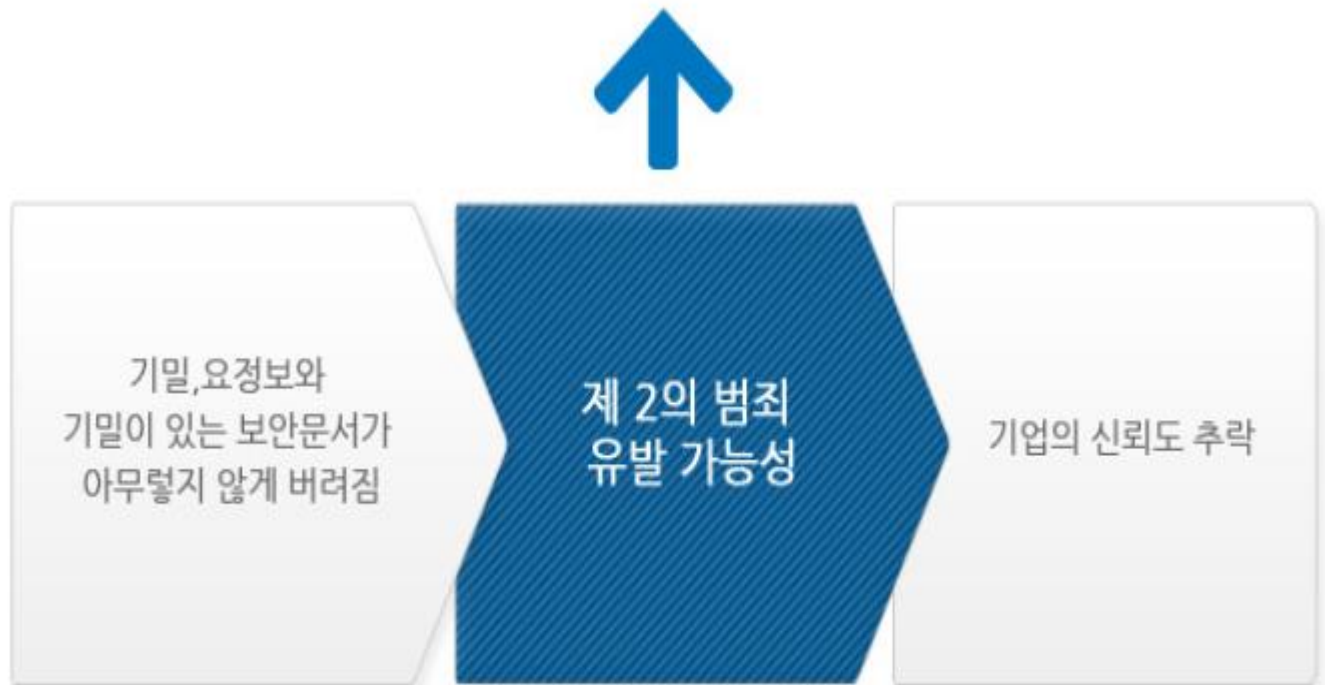 기밀,요정보와
기밀이 있는 보안문서가
아무렇지 않게 버려짐
제 2의 범죄
유발 가능성
기업의 신뢰도 추락